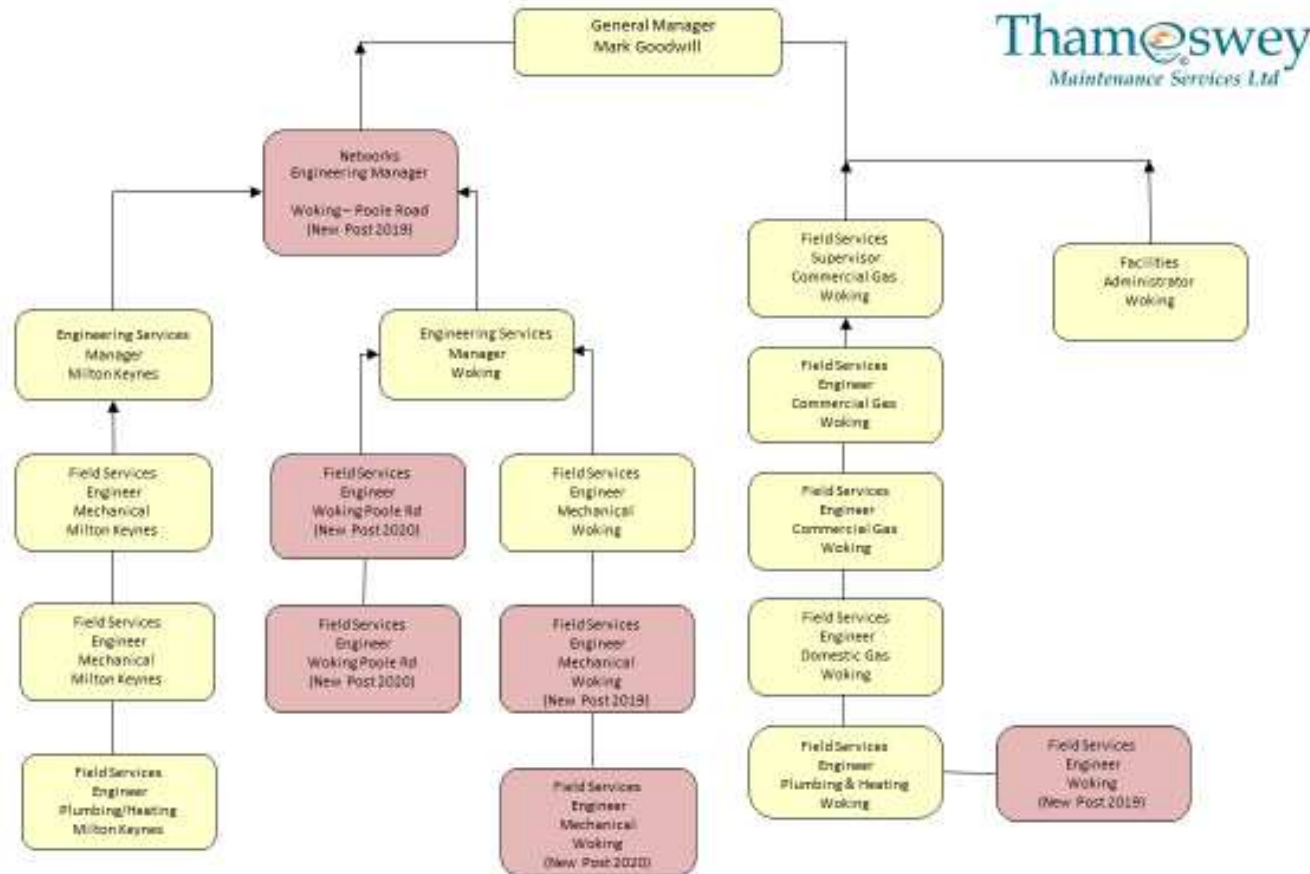 General Manager
Mark Goodwill
Thameswey
Maintenance Services Ltd
Networks
Engineering Manager
Woking – Poole Road
(New Post 2019)
Field Services
Supervisor
Commercial Gas
Woking
Facilities
Administrator
Woking
Engineering Services
Manager
Milton Keynes
Engineering Services
Manager
Woking
Field Services
Engineer
Commercial Gas
Woking
Field Services
Engineer
Mechanical
Milton Keynes
Field Services
Engineer
Woking Poole Rd
(New Post 2020)
Field Services
Engineer
Mechanical
Woking
Field Services
Engineer
Commercial Gas
Woking
Field Services
Engineer
Mechanical
Milton Keynes
Field Services
Engineer
Woking Poole Rd
(New Post 2020)
Field Services
Engineer
Mechanical
Woking
(New Post 2019)
Field Services
Engineer
Domestic Gas
Woking
Field Services
Engineer
Plumbing/Heating
Milton Keynes
Field Services
Engineer
Mechanical
Woking
(New Post 2020)
Field Services
Engineer
Plumbing & Heating
Woking
Field Services
Engineer
Woking
(New Post 2019)